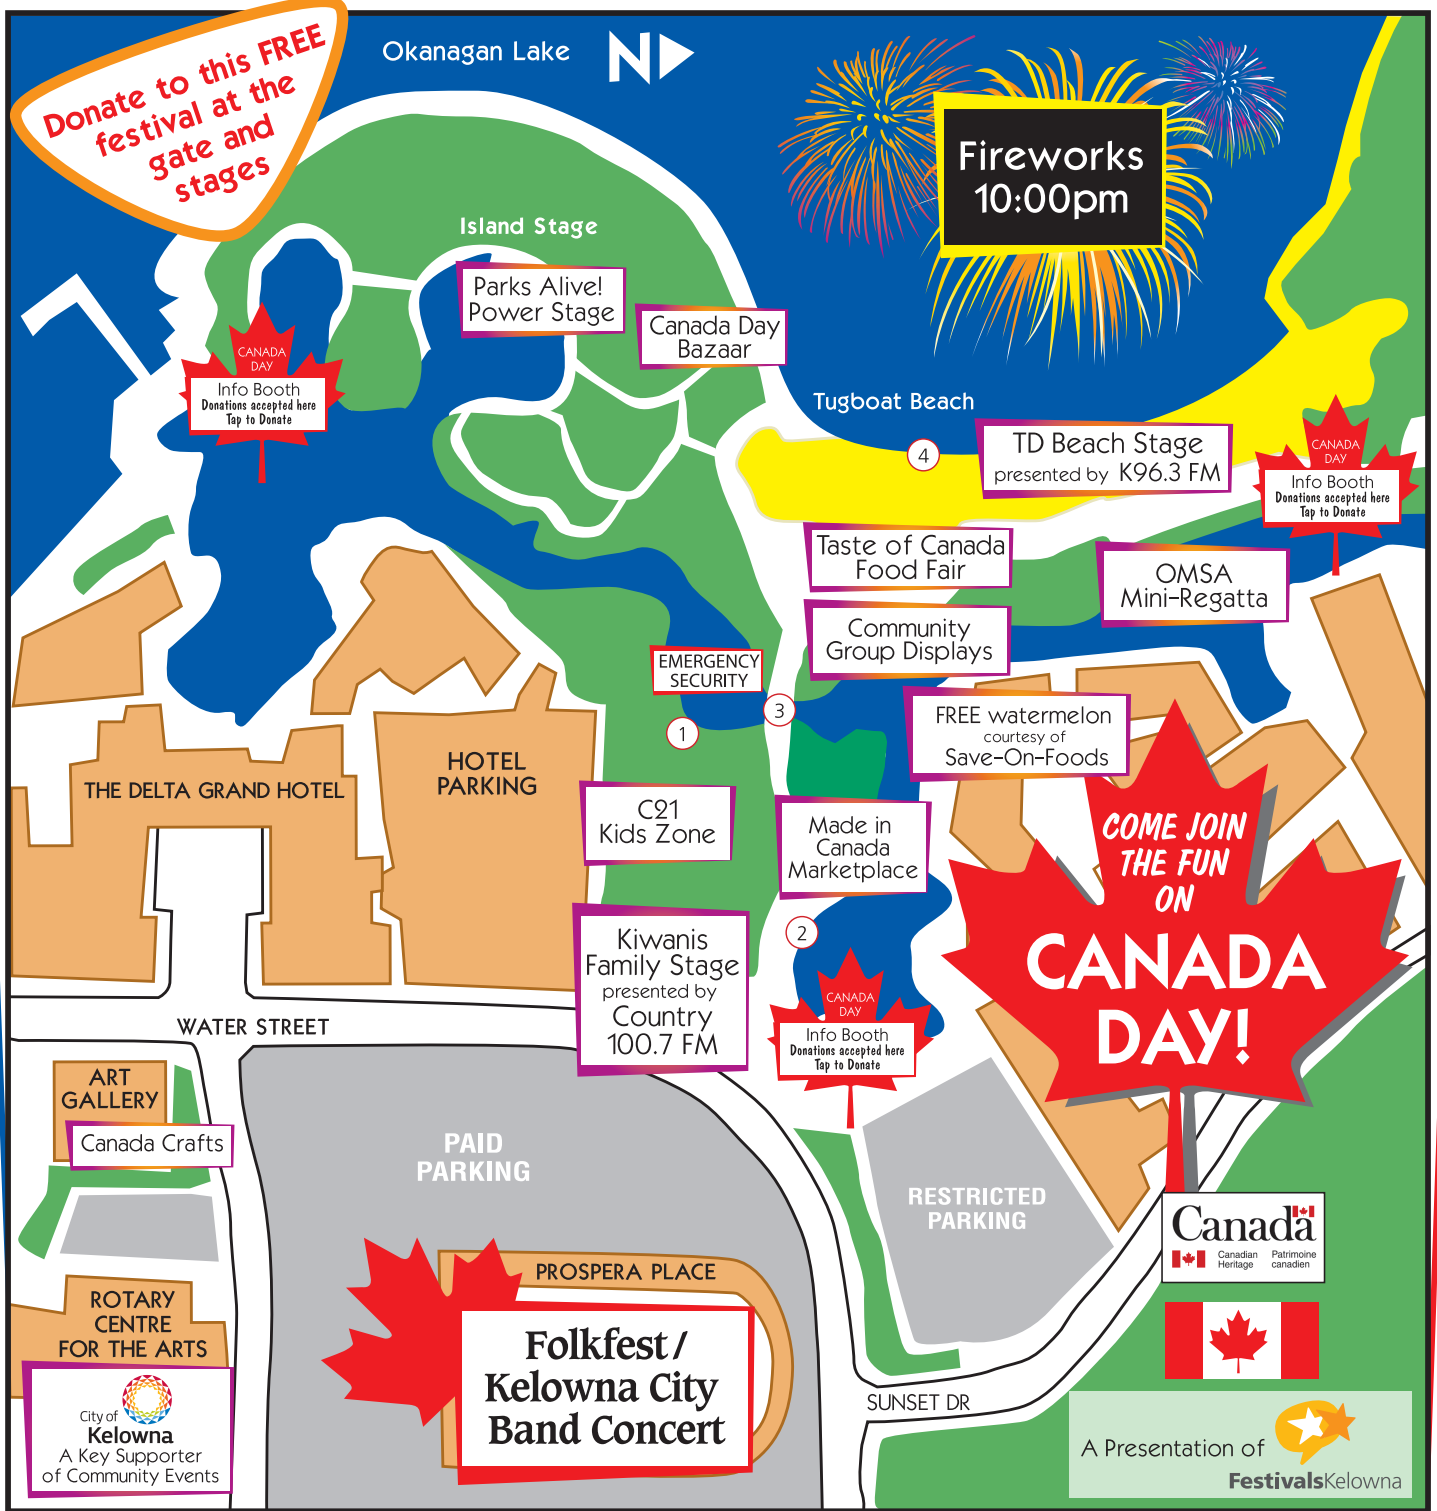 Donate to this FREE
festival at the
gate and
stages
Okanagan Lake
N
Fireworks
10:00pm
Island Stage
Parks Alive!
Power Stage
Canada Day
Bazaar
CANADA
DAY
Info Booth
Donations accepted here
Tap to Donate
Tugboat Beach
4
TD Beach Stage
presented by K96.3 FM
CANADA
DAY
Info Booth
Donations accepted here
Tap to Donate
Taste of Canada
Food Fair
OMSA
Mini-Regatta
Community
Group Displays
EMERGENCY
SECURITY
1
3
FREE watermelon
courtesy of
Save-On-Foods
THE DELTA GRAND HOTEL
HOTEL
PARKING
C21
Kids Zone
Made in
Canada
Marketplace
COME JOIN
THE FUN
ON
CANADA
DAY!
Kiwanis
Family Stage
presented by
Country
100.7 FM
2
CANADA
DAY
Info Booth
Donations accepted here
Tap to Donate
WATER STREET
ART
GALLERY
Canada Crafts
PAID
PARKING
RESTRICTED
PARKING
Canada
Canadian
Heritage
Patrimoine
canadien
PROSPERA PLACE
Folkfest/
Kelowna City
Band Concert
ROTARY
CENTRE
FOR THE ARTS
City of
Kelowna
A Key Supporter
of Community Events
SUNSET DR
A Presentation of
FestivalsKelowna